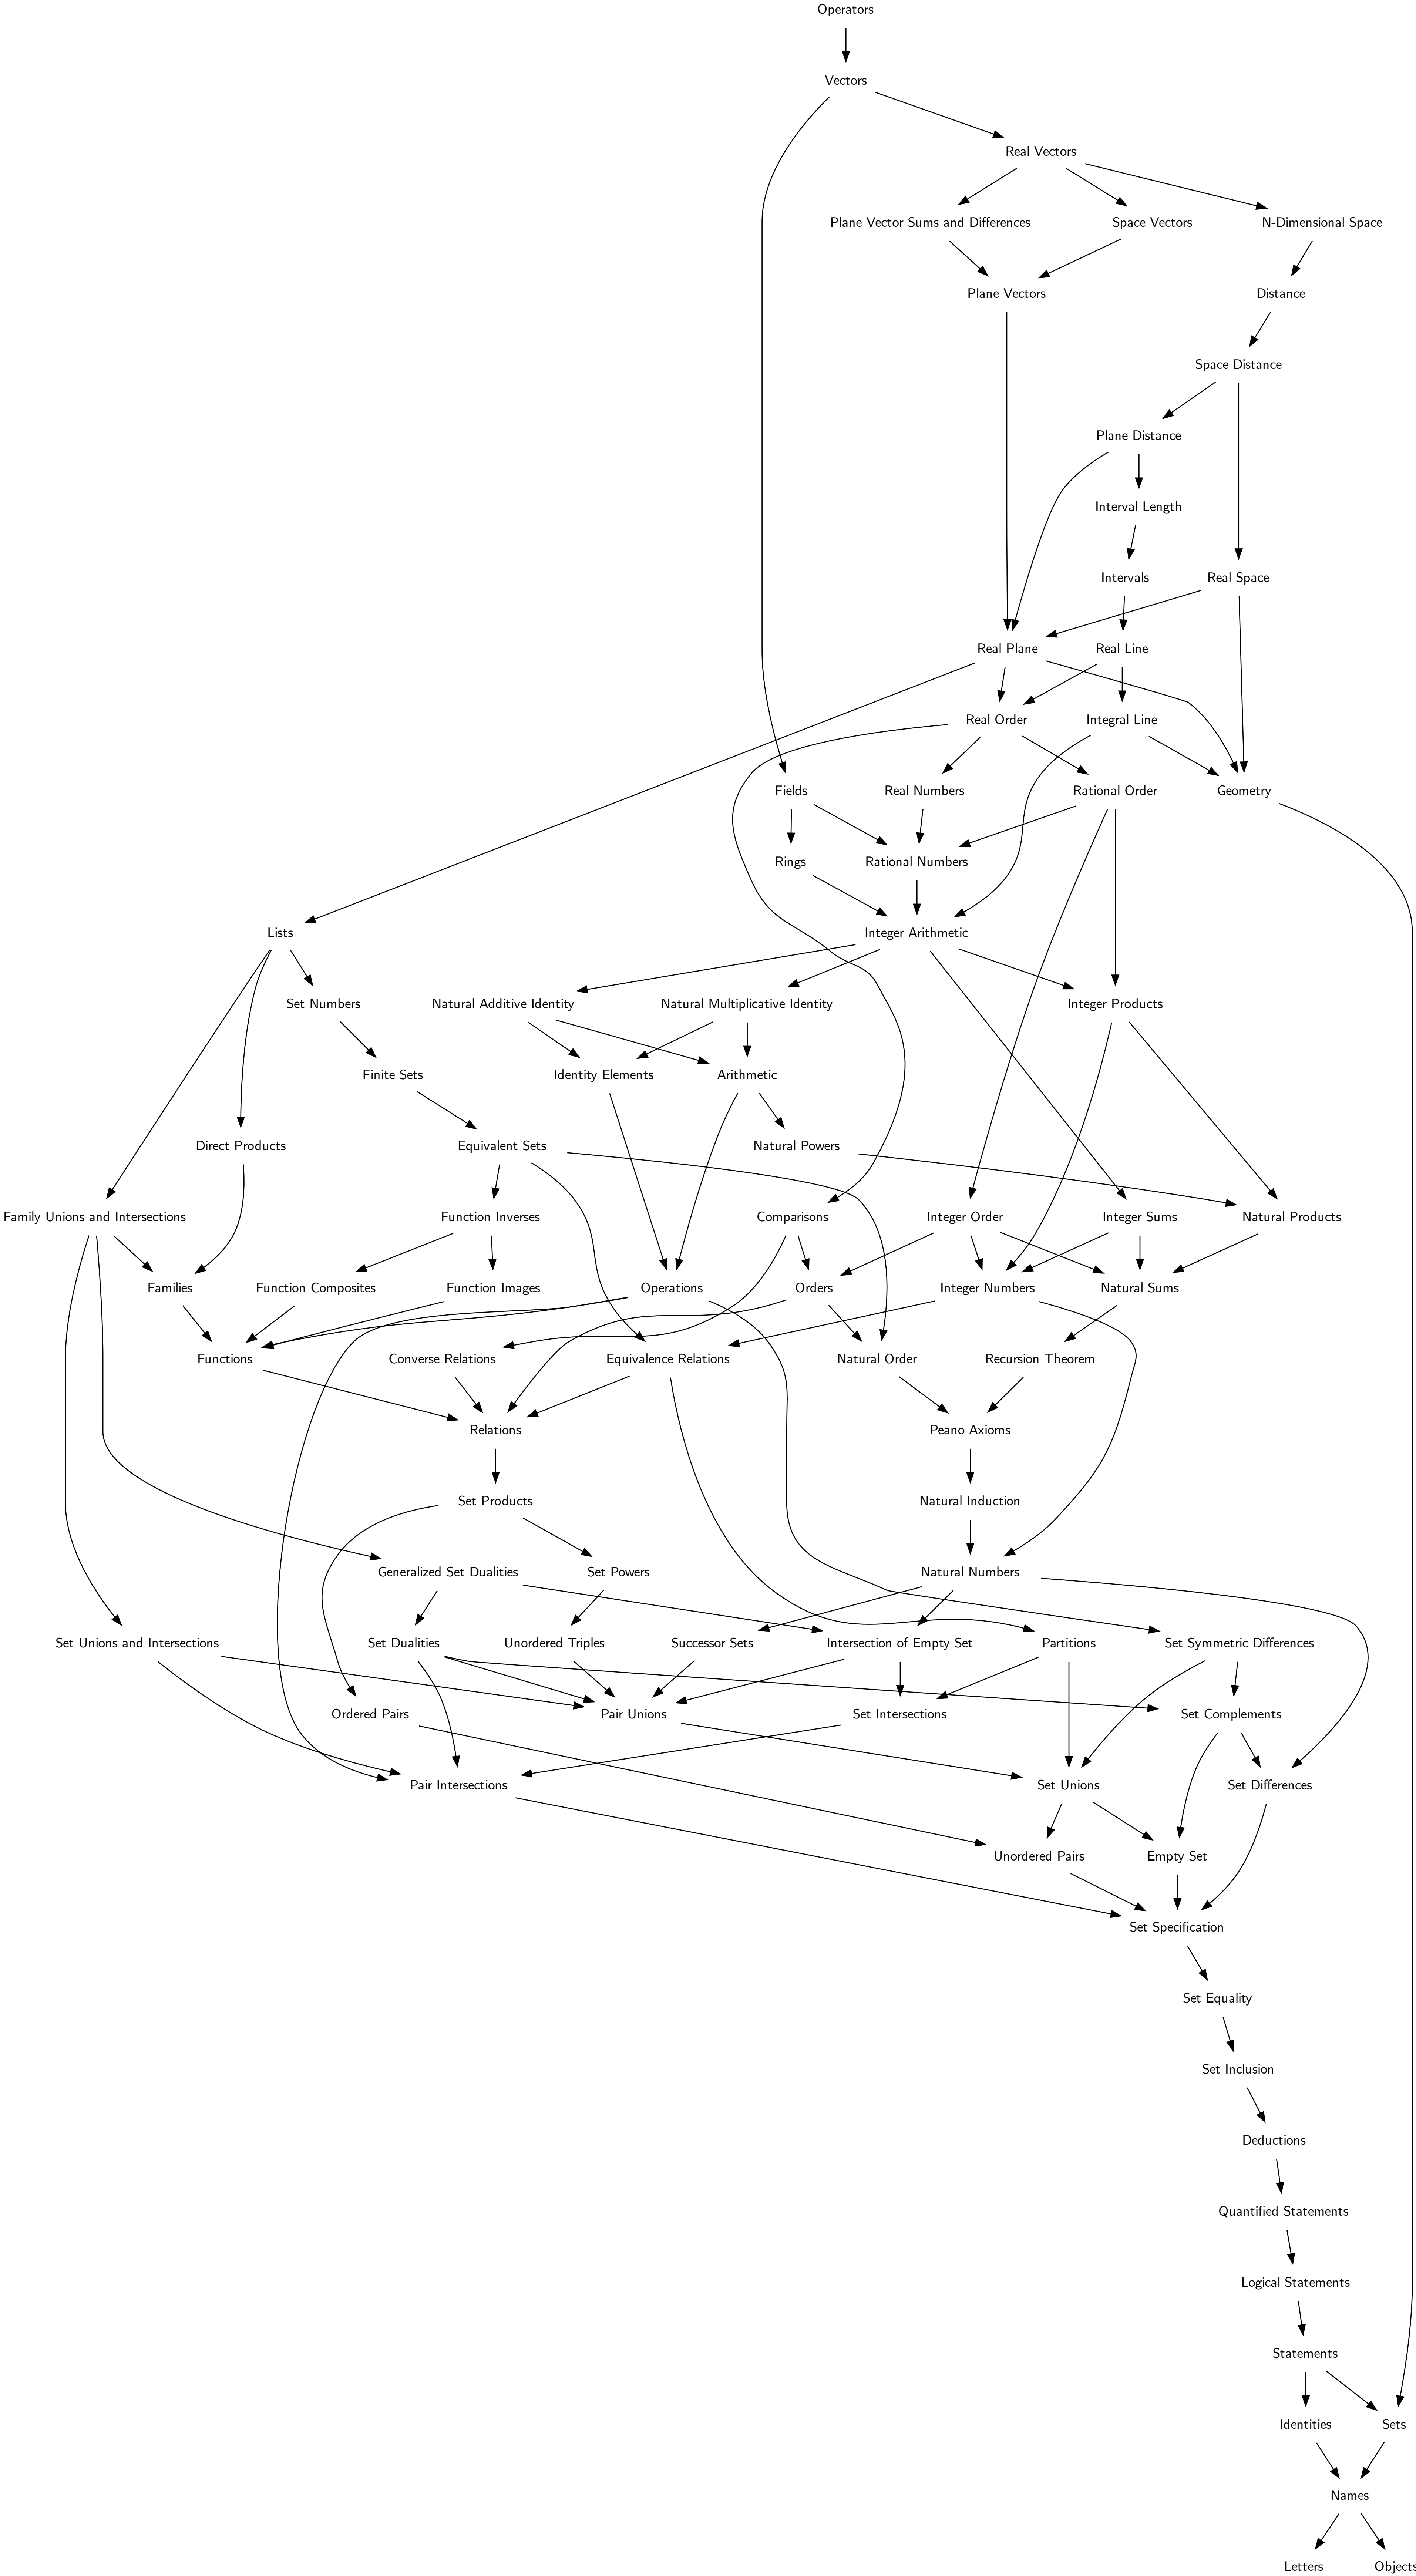 Operators
Vectors
Real Vectors
Plane Vector Sums and Differences
Space Vectors
N-Dimensional Space
Plane Vectors
Distance
Space Distance
Plane Distance
Interval Length
Intervals
Real Space
Real Plane
Real Line
Real Order
Integral Line
Fields
Real Numbers
Rational Order
Geometry
Rings
Rational Numbers
Lists
Integer Arithmetic
Set Numbers
Natural Additive Identity
Natural Multiplicative Identity
Integer Products
Finite Sets
Identity Elements
Arithmetic
Direct Products
Equivalent Sets
Natural Powers
Family Unions and Intersections
Function Inverses
Comparisons
Integer Order
Integer Sums
Natural Products
Families
Function Composites
Function Images
Operations
Orders
Integer Numbers
Natural Sums
Functions
Converse Relations
Equivalence Relations
Natural Order
Recursion Theorem
Relations
Peano Axioms
Set Products
Natural Induction
Generalized Set Dualities
Set Powers
Natural Numbers
Set Unions and Intersections
Set Dualities
Unordered Triples
Successor Sets
Intersection of Empty Set
Partitions
Set Symmetric Differences
Ordered Pairs
Pair Unions
Set Intersections
Set Complements
Pair Intersections
Set Unions
Set Differences
Unordered Pairs
Empty Set
Set Specification
Set Equality
Set Inclusion
Deductions
Quantified Statements
Logical Statements
Statements
Identities
Sets
Names
Letters
Objects